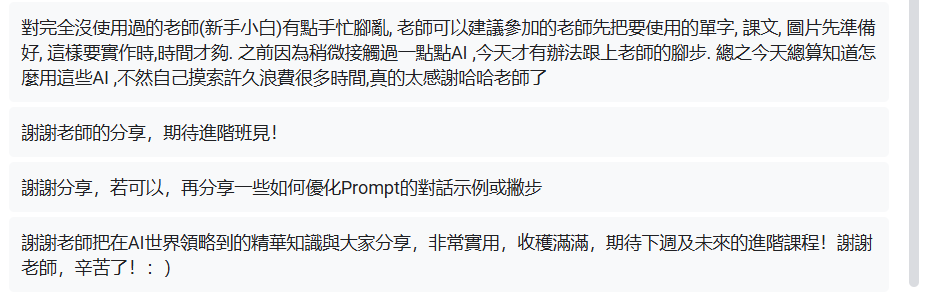 對完全沒使用過的老師(新手小白)有點手忙腳亂, 老師可以建議參加的老師先把要使用的單字, 課文, 圖片先準備
好, 這樣要實作時,時間才夠. 之前因為稍微接觸過一點點AI ,今天才有辦法跟上老師的腳步. 總之今天總算知道怎
麼用這些AI ,不然自己摸索許久浪費很多時間,真的太感謝哈哈老師了
謝謝老師的分享，期待進階班見！
謝謝分享，若可以，再分享一些如何優化Prompt的對話示例或撇步
謝謝老師把在AI世界領略到的精華知識與大家分享，非常實用，收穫滿滿，期待下週及未來的進階課程！謝謝
老師，辛苦了！：）